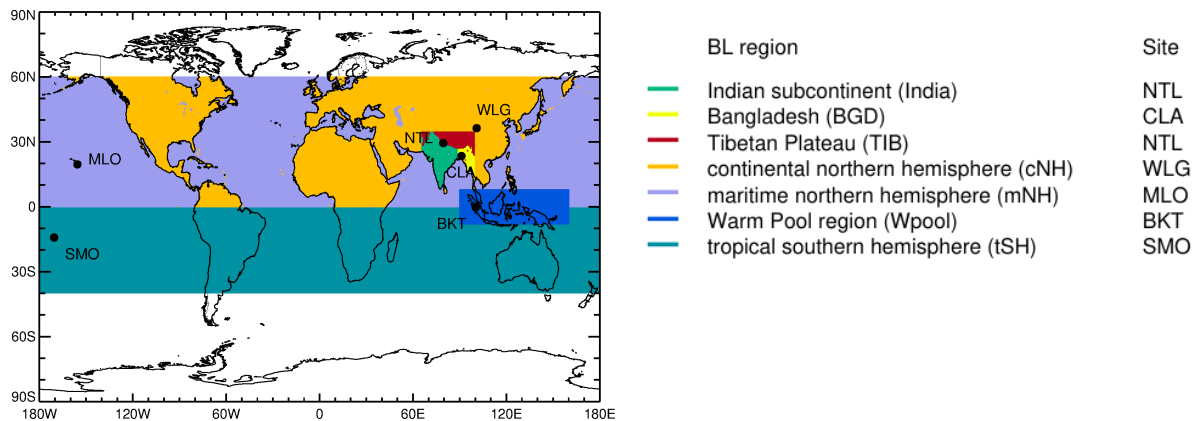 90N
60N
30N
0
30S
60S
90S
180W
120W
60W
0
60E
120E
180E
MLO
SMO
WLG
NTL
CLA
BKT
BL region Site
Indian subcontinent (India) NTL
Bangladesh (BGD) CLA
Tibetan Plateau (TIB) NTL
continental northern hemisphere (cNH) WLG
maritime northern hemisphere (mNH) MLO
Warm Pool region (Wpool) BKT
tropical southern hemisphere (tSH) SMO